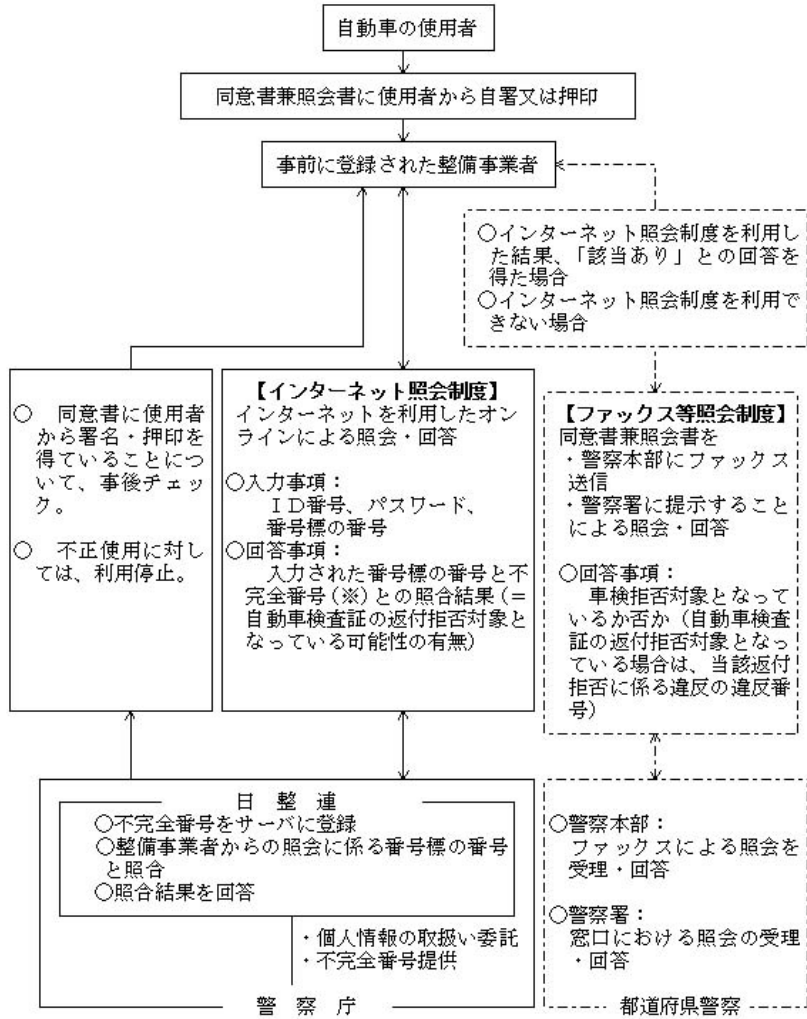 自動車の使用者
同意書兼照会書に使用者から自署又は押印
事前に登録された整備事業者
○インターネット照会制度を利用し
た結果、「該当あり」との回答を
得た場合
○インターネット照会制度を利用で
きない場合
○　同意書に使用者
から署名・押印を
得ていることにつ
いて、事後チェッ
ク。
○　不正使用に対し
ては、利用停止。
【インターネット照会制度】
インターネットを利用したオン
ラインによる照会・回答
○入力事項：
ＩＤ番号、パスワード、
番号標の番号
○回答事項：
入力された番号標の番号と不
完全番号(※)との照合結果(＝
自動車検査証の返付拒否対象と
なっている可能性の有無)
【ファックス等照会制度】
同意書兼照会書を
・警察本部にファックス
送信
・警察署に提示すること
による照会・回答
○回答事項：
車検拒否対象となって
いるか否か(自動車検査
証の返付拒否対象となっ
ている場合は、当該返付
拒否に係る違反の違反番
号)
日　整　連
○不完全番号をサーバに登録
○整備事業者からの照会に係る番号標の番号
と照合
○照合結果を回答
・個人情報の取扱い委託
・不完全番号提供
警　察　庁
○警察本部：
ファックスによる照会を
受理・回答
○警察署：
窓口における照会の受理
・回答
都道府県警察